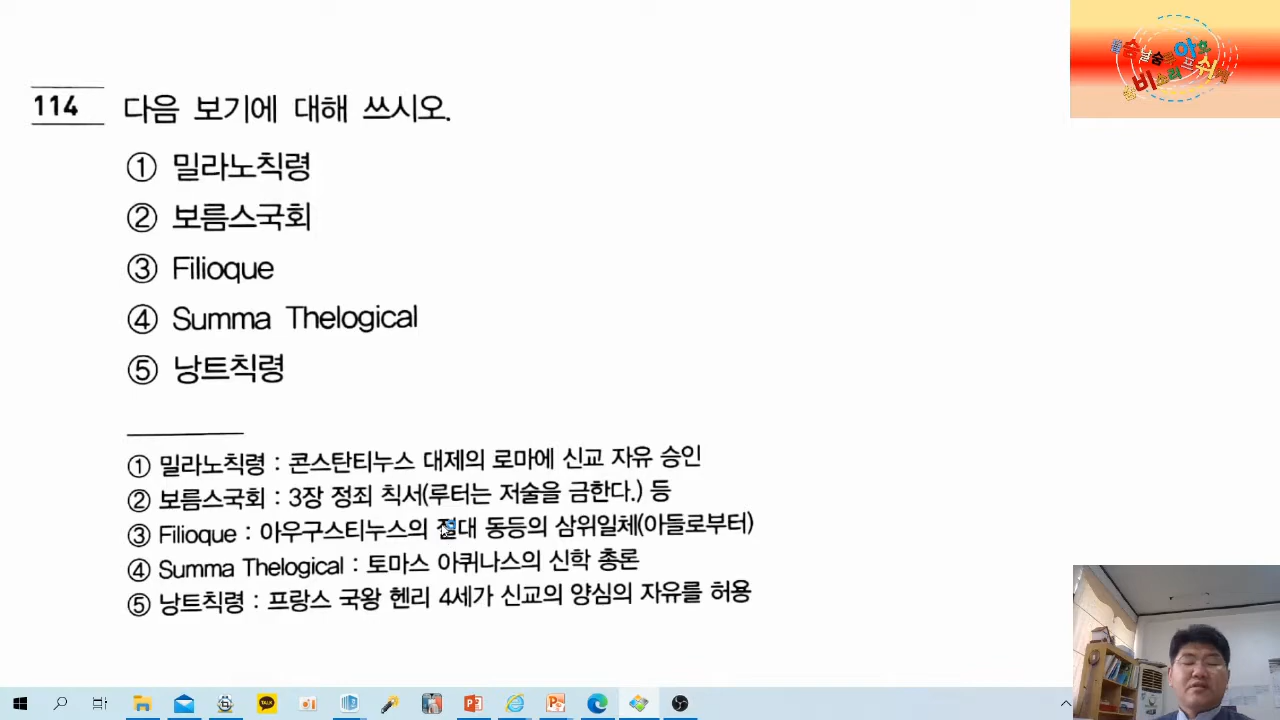 114 다음 보기에 대해 쓰시오.
① 밀라노칙령
② 보름스국회
③ Filioque
④ Summa Thelogical
⑤ 낭트칙령
① 밀라노칙령 : 콘스탄티누스 대제의 로마에 신교 자유 승인
② 보름스국회 : 3장 정죄 칙서(루터는 저술을 금한다.) 등
③ Filioque : 아우구스티누스의 절대 동등의 삼위일체(아들로부터)
④ Summa Thelogical : 토마스 아퀴나스의 신학 총론
⑤ 낭트칙령 : 프랑스 국왕 헨리 4세가 신교의 양심의 자유를 허용